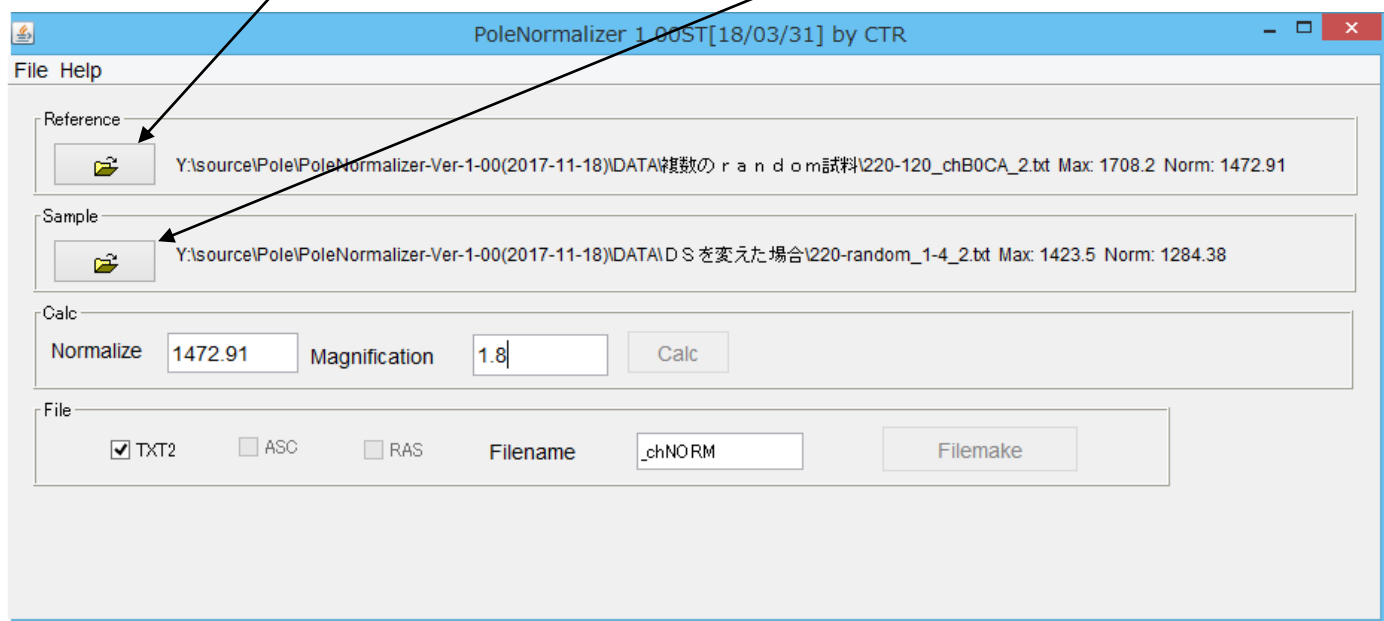 PoleNormalizer 1.00ST[18/03/31] by CTR
File Help
Reference
Y:\source\Pole\PoleNormalizer-Ver-1-00(2017-11-18)\DATA\複数のｒａｎｄｏｍ試料\220-120_chB0CA_2.txt Max: 1708.2 Norm: 1472.91
Sample
Y:\source\Pole\PoleNormalizer-Ver-1-00(2017-11-18)\DATA\ＤＳを変えた場合\220-random_1-4_2.txt Max: 1423.5 Norm: 1284.38
Calc
Normalize 1472.91 Magnification 1.8 Calc
File
TXT2 ASC RAS Filename _chNORM Filemake